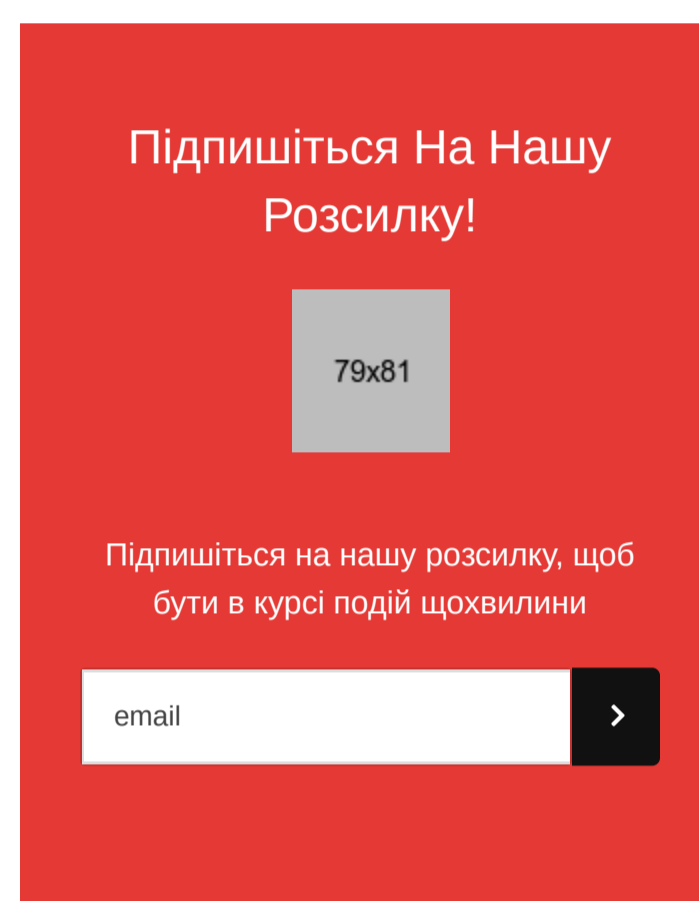 Підпишіться На Нашу
Розсилку!
79x81
Підпишіться на нашу розсилку, щоб
бути в курсі подій щохвилини
email